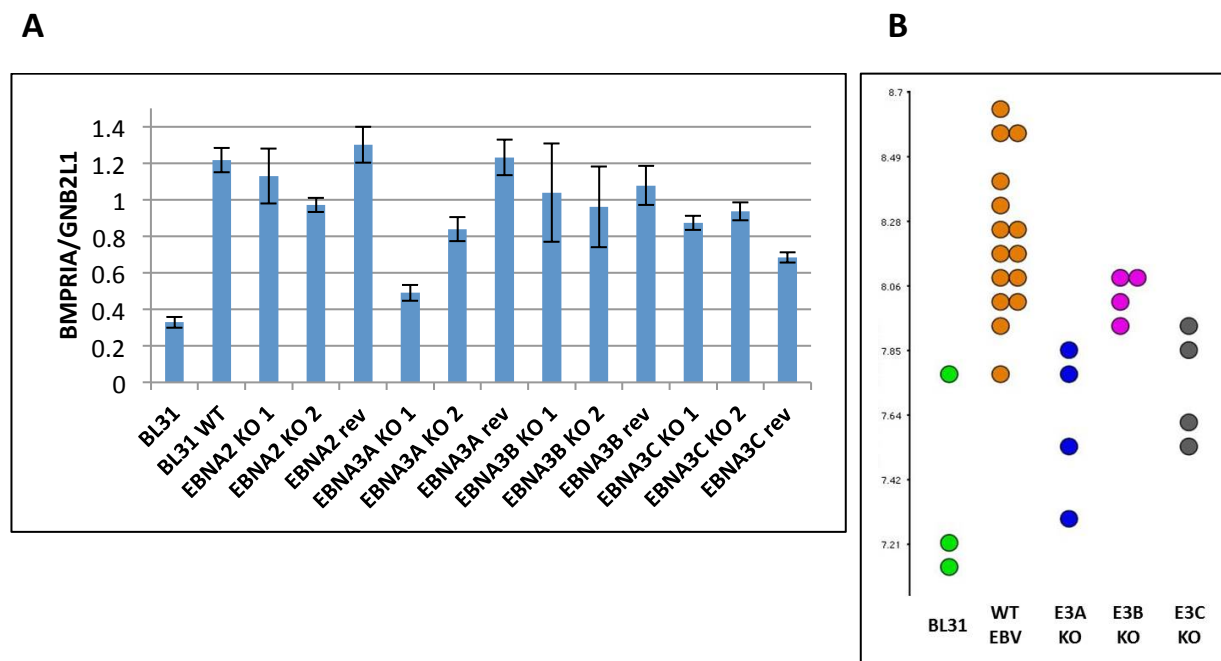 A
BMPRIA/GNB2L1
1.4
1.2
1
0.8
0.6
0.4
0.2
0
BL31
BL31 WT
EBNA2 KO 1
EBNA2 KO 2
EBNA2 rev
EBNA3A KO 1
EBNA3A KO 2
EBNA3A rev
EBNA3B KO 1
EBNA3B KO 2
EBNA3B rev
EBNA3C KO 1
EBNA3C KO 2
EBNA3C rev
B
8.7
8.49
8.28
8.06
7.85
7.64
7.42
7.21
BL31
WT
EBV
E3A
KO
E3B
KO
E3C
KO